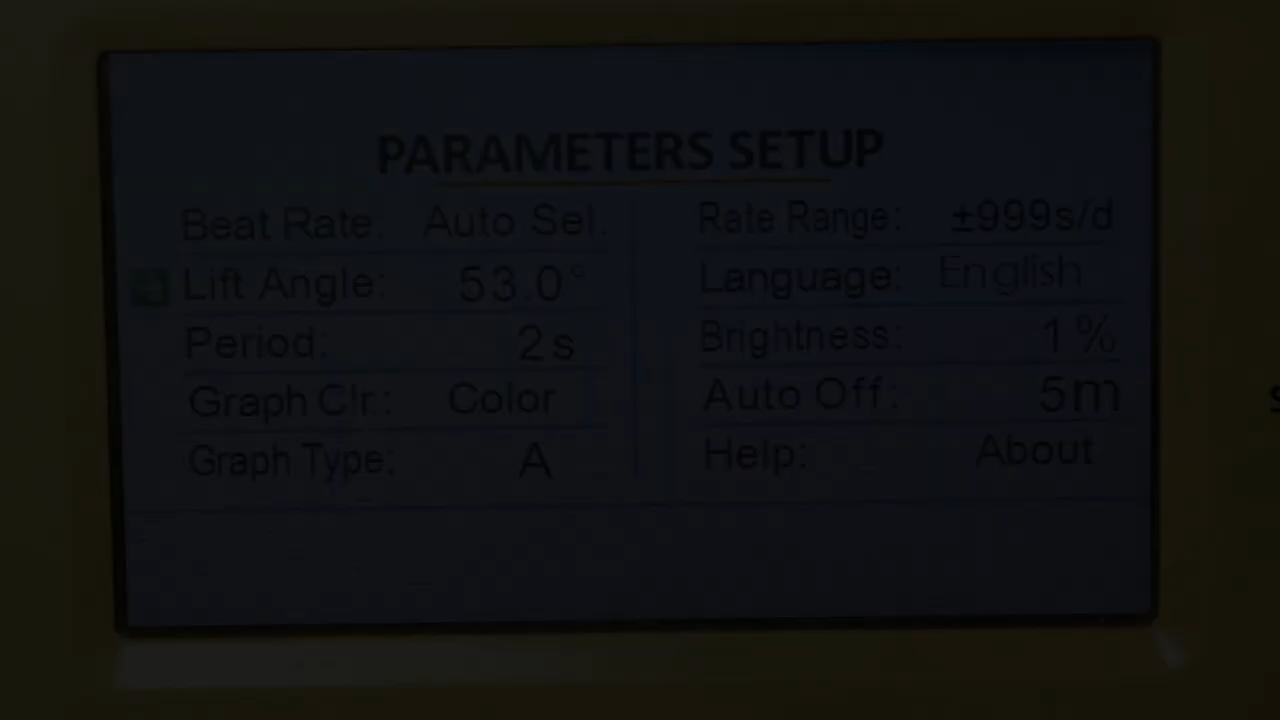 PARAMETERS SETUP
Beat Rate: Auto Sel.
Lift Angle: 53.0°
Period: 2s
Graph Clr.: Color
Graph Type: A
Rate Range: ±999s/d
Language: English
Brightness: 1%
Auto Off: 5m
Help: About